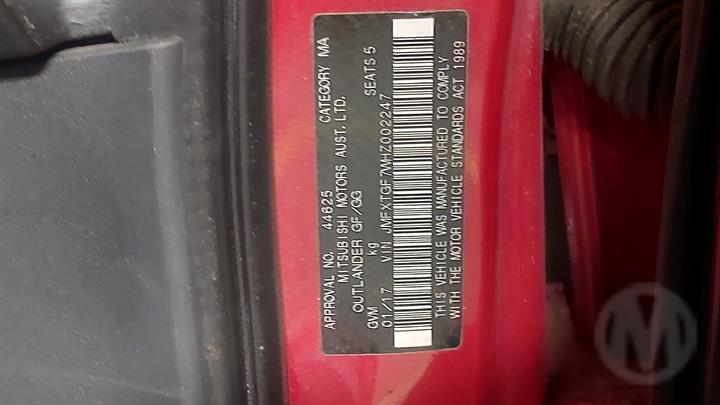 APPROVAL NO. 44625 CATEGORY MA
MITSUBISHI MOTORS AUST. LTD.
OUTLANDER GF/GG
GVM kg SEATS 5
01/17 VIN JMFXTGF7WHZ002247
THIS VEHICLE WAS MANUFACTURED TO COMPLY
WITH THE MOTOR VEHICLE STANDARDS ACT 1989
M